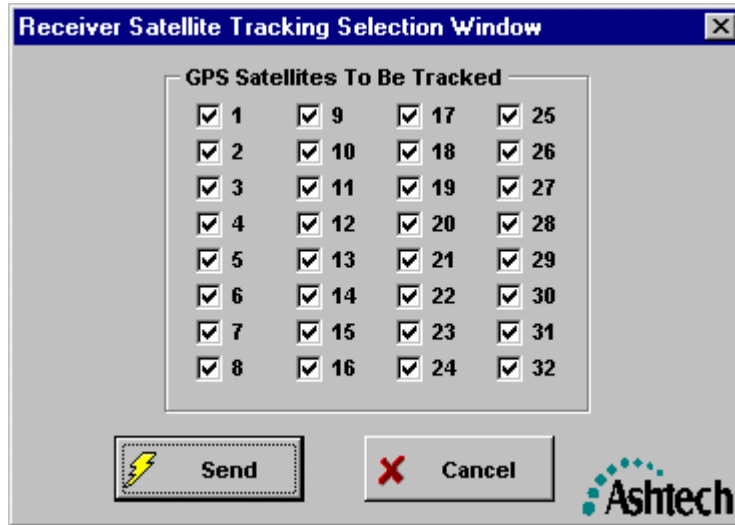 Receiver Satellite Tracking Selection Window
GPS Satellites To Be Tracked
1 9 17 25
2 10 18 26
3 11 19 27
4 12 20 28
5 13 21 29
6 14 22 30
7 15 23 31
8 16 24 32
Send Cancel
Ashtech